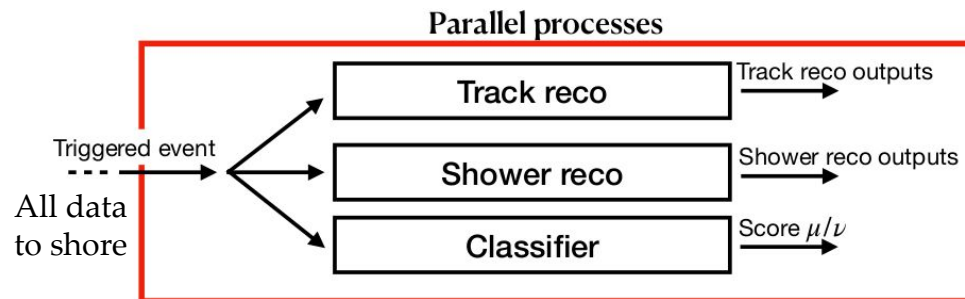 Parallel processes
Track reco
Track reco outputs
Triggered event
Shower reco
Shower reco outputs
All data
to shore
Classifier
Score μ/ν